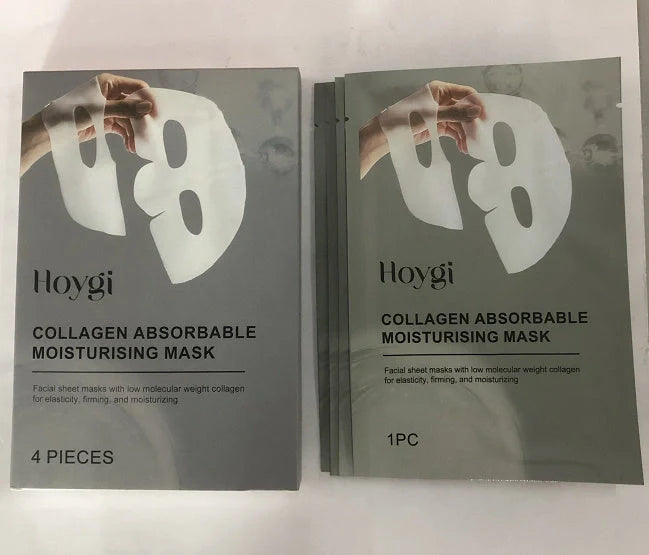 Hoygi
COLLAGEN ABSORBABLE
MOISTURISING MASK
Facial sheet masks with low molecular weight collagen
for elasticity, firming, and moisturizing
4 PIECES
Hoygi
COLLAGEN ABSORBABLE
MOISTURISING MASK
Facial sheet masks with low molecular weight collagen
for elasticity, firming, and moisturizing
1PC